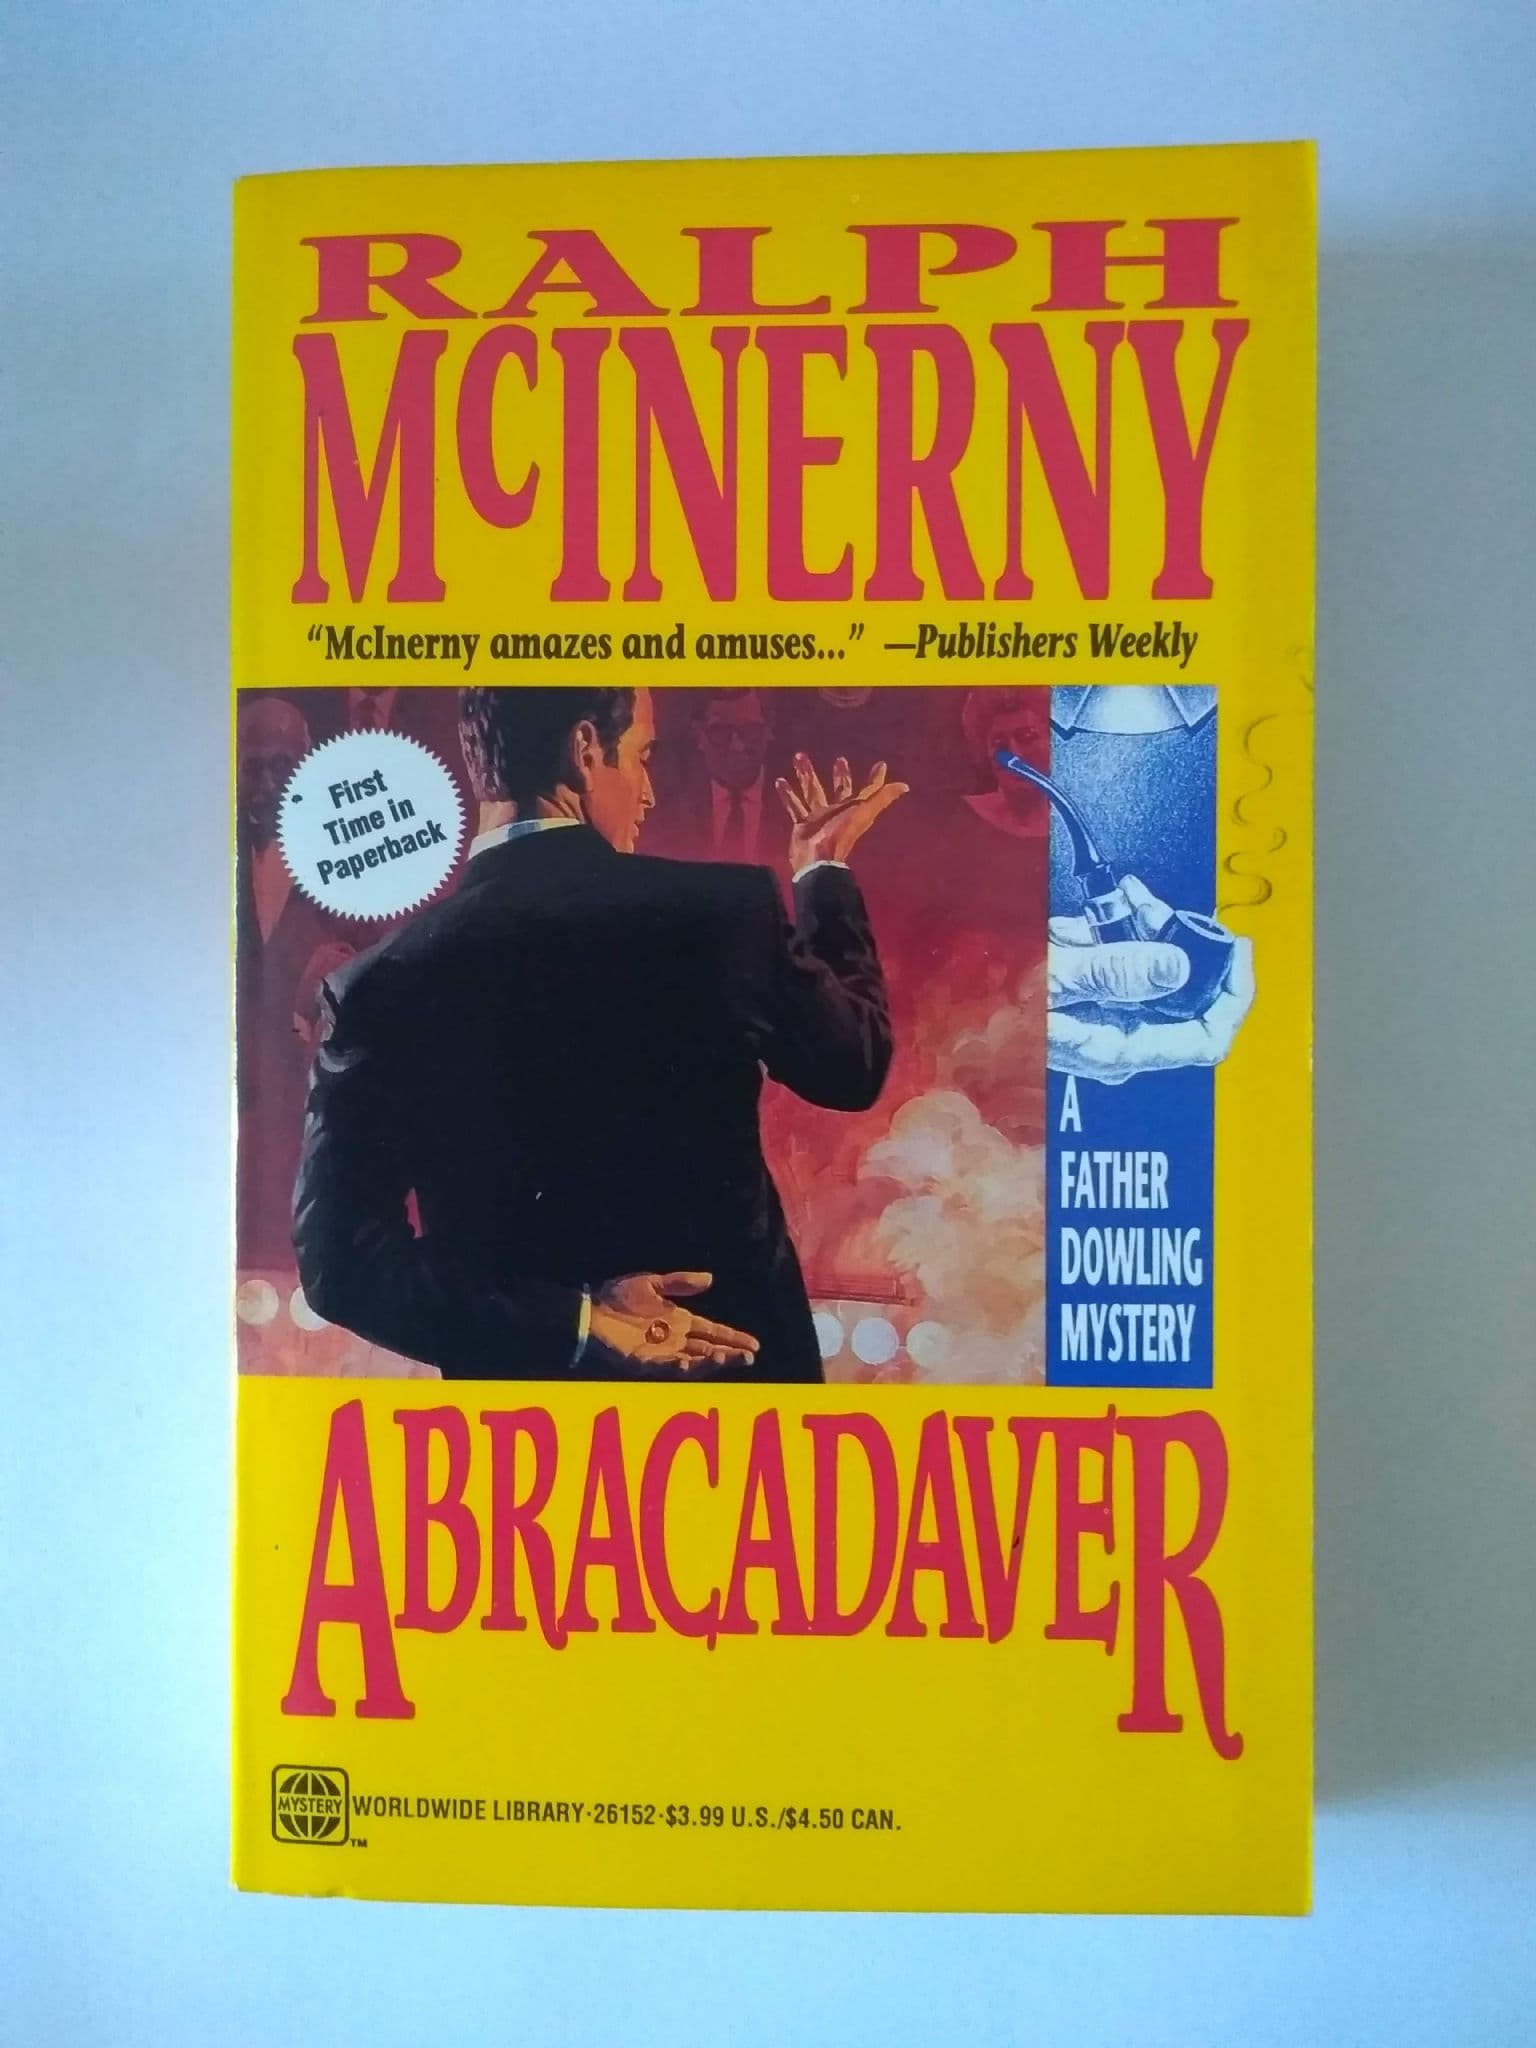 RALPH
McINERNY
"McInerny amazes and amuses..." —Publishers Weekly
First
Time in
Paperback
A
FATHER
DOWLING
MYSTERY
ABRACADAVER
MYSTERY
WORLDWIDE LIBRARY·26152·$3.99 U.S./$4.50 CAN.
TM